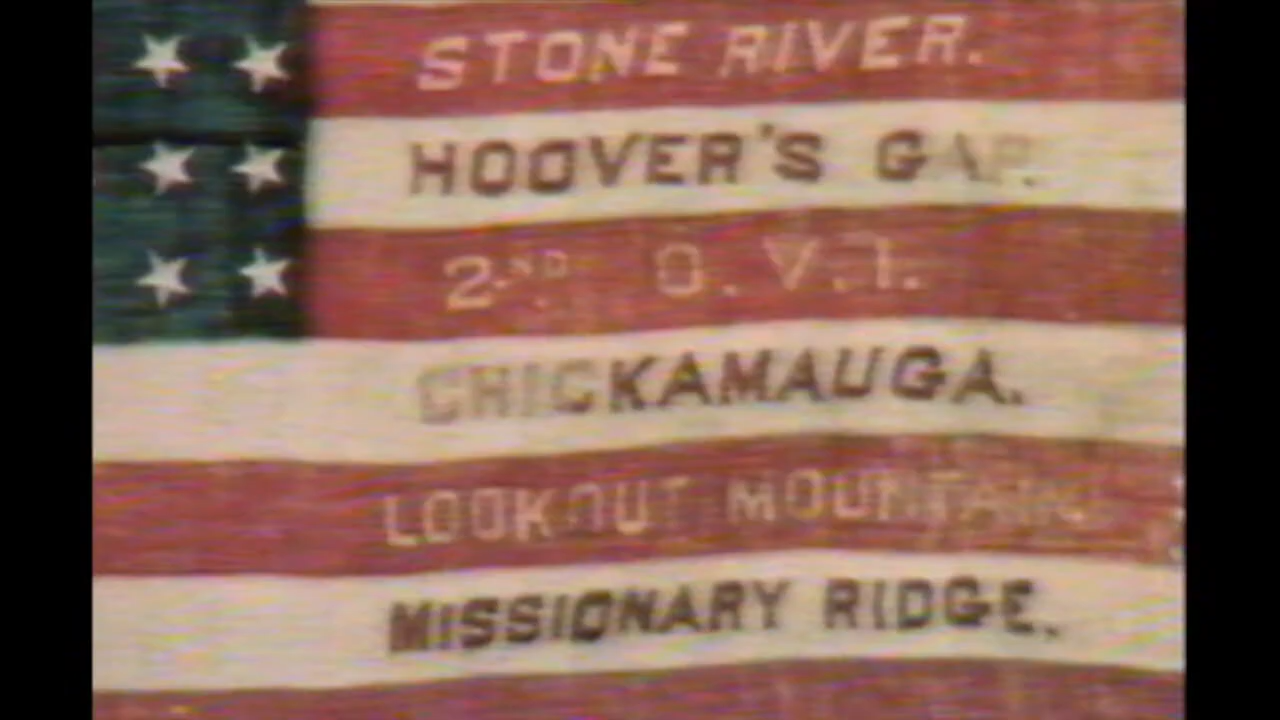 STONE RIVER.
HOOVER'S GAP.
2ND. O.V.I.
CHICKAMAUGA.
LOOKOUT MOUNTAIN.
MISSIONARY RIDGE.